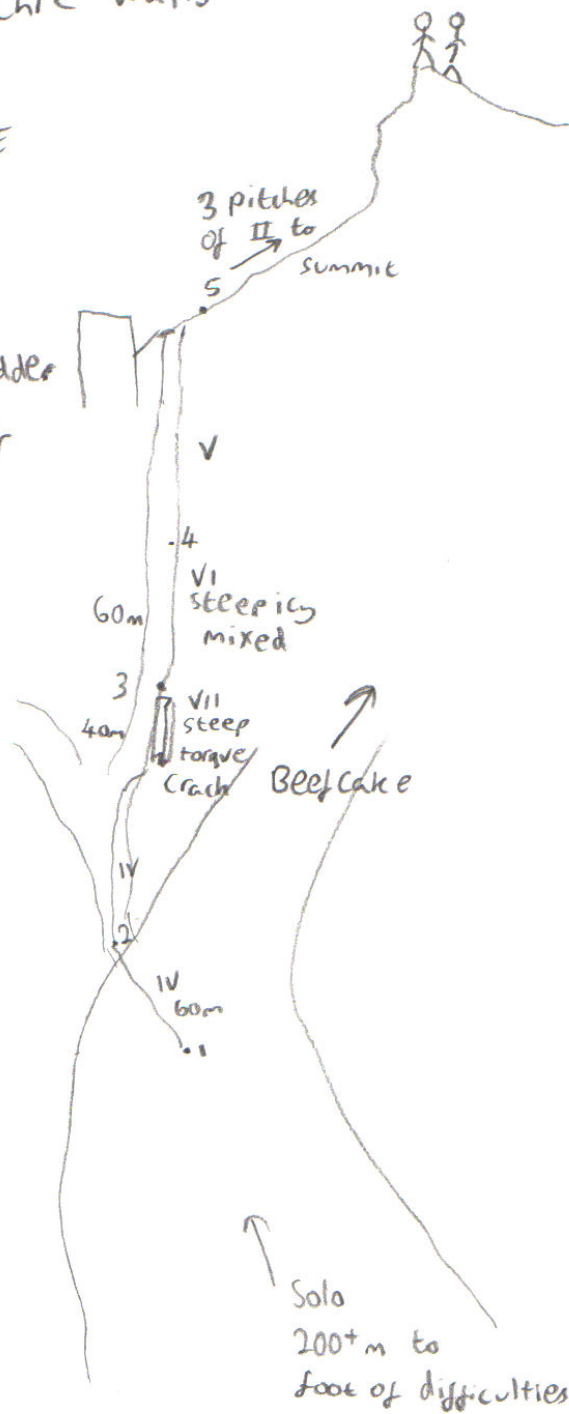 3 pitches
of II to
summit
5
V
4
VI
steep icy
mixed
60m
3
VII
40m
steep
torque
crack
Beefcake
IV
2
IV
60m
1
Solo
200+m to
foot of difficulties